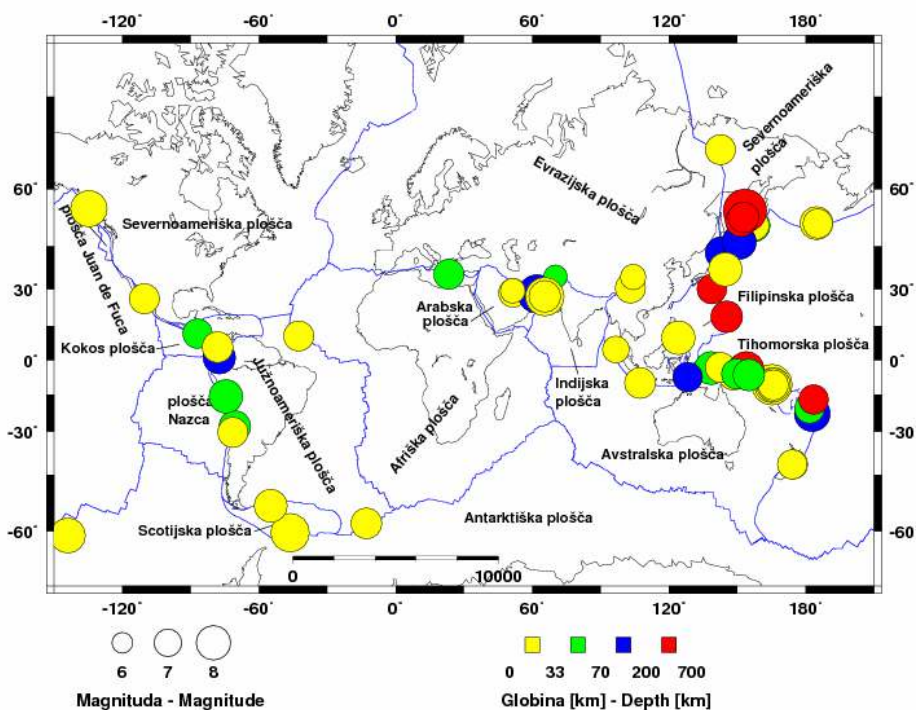 -120° -60° 0° 60° 120° 180°
Severnoameriška
plošča
Evrazijska plošča
60° 60°
Severnoameriška plošča
plošča Juan de Fuca
30° 30°
Arabska
plošča
Filipinska plošča
Kokos plošča
Tihomorska plošča
0° 0°
Indijska
plošča
Južnoameriška plošča
plošča
Nazca
Afriška plošča
-30° -30°
Avstralska plošča
Scotijska plošča
Antarktiška plošča
-60° -60°
0 10000
-120° -60° 0° 60° 120° 180°
6 7 8
0 33 70 200 700
Magnituda - Magnitude
Globina [km] - Depth [km]